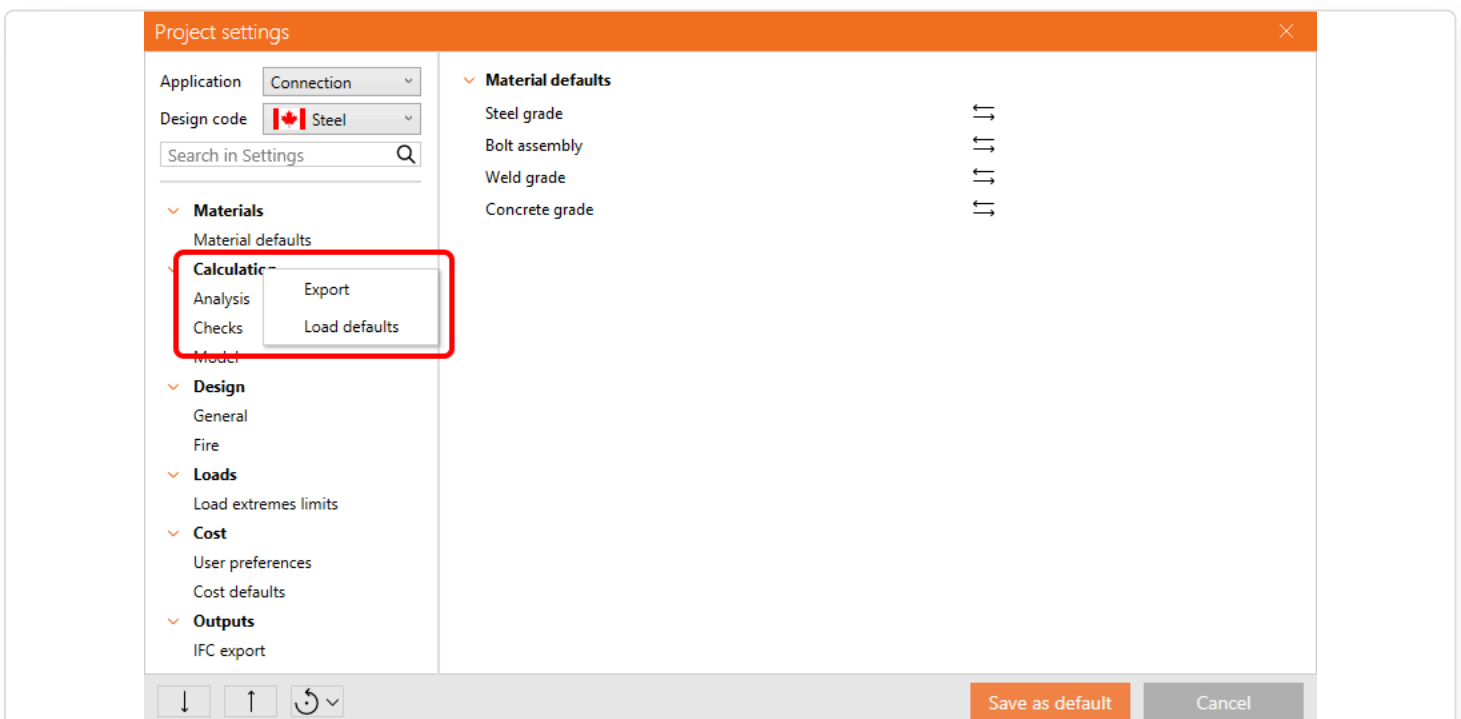 Project settings
Application Connection
Design code Steel
Search in Settings
Materials
Material defaults
Calculation
Analysis
Checks
Model
Export
Load defaults
Design
General
Fire
Loads
Load extremes limits
Cost
User preferences
Cost defaults
Outputs
IFC export
Material defaults
Steel grade
Bolt assembly
Weld grade
Concrete grade
Save as default
Cancel